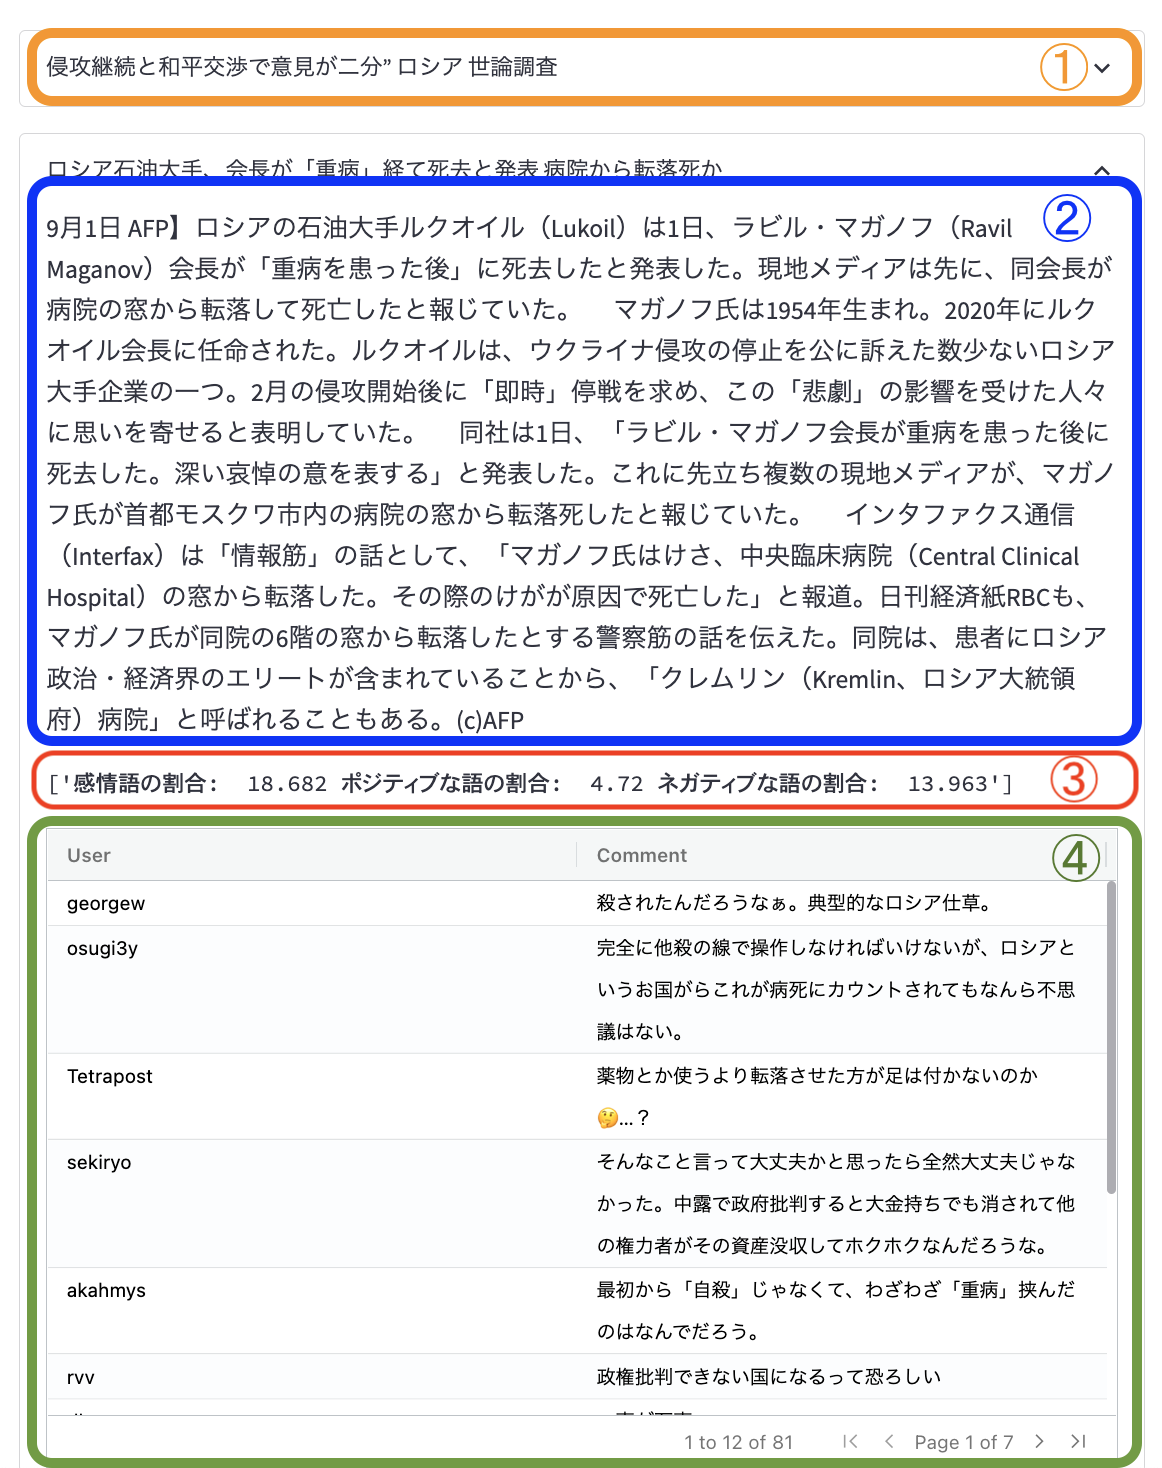 侵攻継続と和平交渉で意見が二分” ロシア 世論調査
①
ロシア石油大手、会長が「重病」経て死去と発表 病院から転落死か
②
9月1日 AFP】ロシアの石油大手ルクオイル（Lukoil）は1日、ラビル・マガノフ（Ravil
Maganov）会長が「重病を患った後」に死去したと発表した。現地メディアは先に、同会長が
病院の窓から転落して死亡したと報じていた。　マガノフ氏は1954年生まれ。2020年にルク
オイル会長に任命された。ルクオイルは、ウクライナ侵攻の停止を公に訴えた数少ないロシア
大手企業の一つ。2月の侵攻開始後に「即時」停戦を求め、この「悲劇」の影響を受けた人々
に思いを寄せると表明していた。　同社は1日、「ラビル・マガノフ会長が重病を患った後に
死去した。深い哀悼の意を表する」と発表した。これに先立ち複数の現地メディアが、マガノ
フ氏が首都モスクワ市内の病院の窓から転落死したと報じていた。　インタファクス通信
（Interfax）は「情報筋」の話として、「マガノフ氏はけさ、中央臨床病院（Central Clinical
Hospital）の窓から転落した。その際のけがが原因で死亡した」と報道。日刊経済紙RBCも、
マガノフ氏が同院の6階の窓から転落したとする警察筋の話を伝えた。同院は、患者にロシア
政治・経済界のエリートが含まれていることから、「クレムリン（Kremlin、ロシア大統領
府）病院」と呼ばれることもある。(c)AFP
['感情語の割合： 18.682 ポジティブな語の割合： 4.72 ネガティブな語の割合： 13.963']
③
User Comment
④
georgew 殺されたんだろうなぁ。典型的なロシア仕草。
osugi3y 完全に他殺の線で操作しなければいけないが、ロシアと
いうお国がらこれが病死にカウントされてもなんら不思
議はない。
Tetrapost 薬物とか使うより転落させた方が足は付かないのか
🤔...？
sekiryo そんなこと言って大丈夫かと思ったら全然大丈夫じゃな
かった。中露で政府批判すると大金持ちでも消されて他
の権力者がその資産没収してホクホクなんだろうな。
akahmys 最初から「自殺」じゃなくて、わざわざ「重病」挟んだ
のはなんでだろう。
rvv 政権批判できない国になるって恐ろしい
1 to 12 of 81 Page 1 of 7